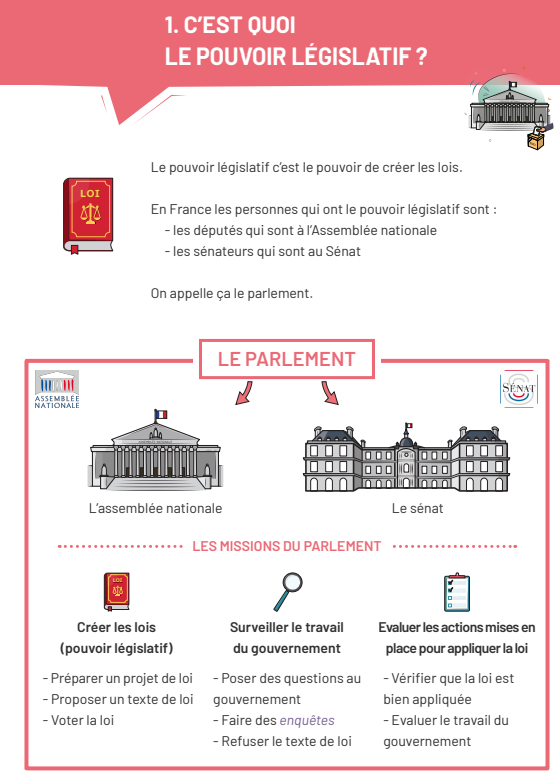 1. C'EST QUOI
LE POUVOIR LÉGISLATIF ?
LOI
Le pouvoir législatif c'est le pouvoir de créer les lois.
En France les personnes qui ont le pouvoir législatif sont :
- les députés qui sont à l'Assemblée nationale
- les sénateurs qui sont au Sénat
On appelle ça le parlement.
LE PARLEMENT
ASSEMBLÉE
NATIONALE
SÉNAT
L'assemblée nationale
Le sénat
LES MISSIONS DU PARLEMENT
LOI
Créer les lois
(pouvoir législatif)
- Préparer un projet de loi
- Proposer un texte de loi
- Voter la loi
Surveiller le travail
du gouvernement
- Poser des questions au
gouvernement
- Faire des enquêtes
- Refuser le texte de loi
Evaluer les actions mises en
place pour appliquer la loi
- Vérifier que la loi est
bien appliquée
- Evaluer le travail du
gouvernement